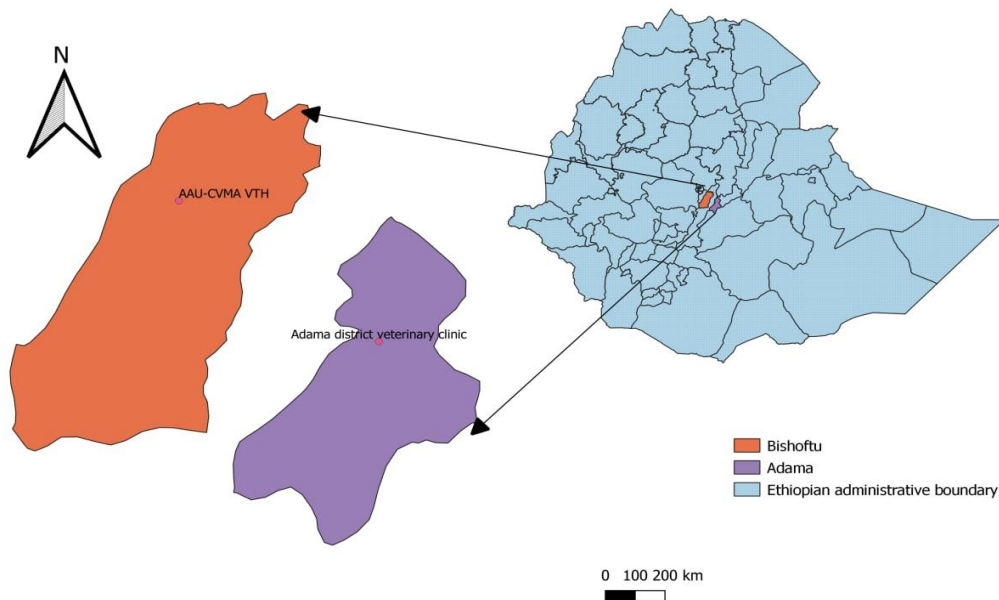 N
AAU-CVMA VTH
Adama district veterinary clinic
Bishoftu
Adama
Ethiopian administrative boundary
0 100 200 km